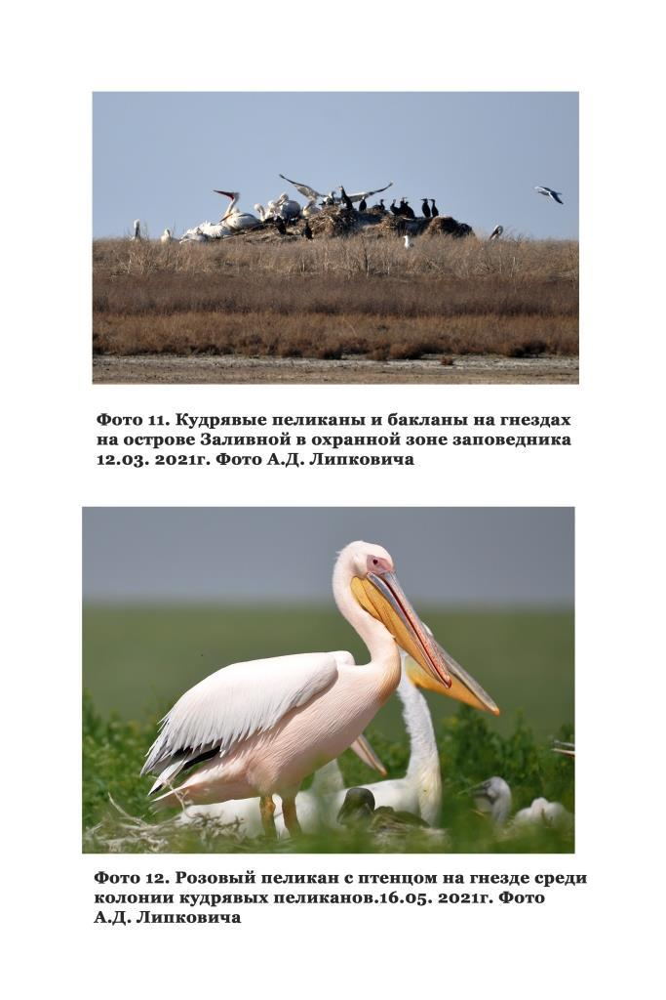 Фото 11. Кудрявые пеликаны и бакланы на гнездах
на острове Заливной в охранной зоне заповедника
12.03. 2021г. Фото А.Д. Липковича
Фото 12. Розовый пеликан с птенцом на гнезде среди
колонии кудрявых пеликанов.16.05. 2021г. Фото
А.Д. Липковича